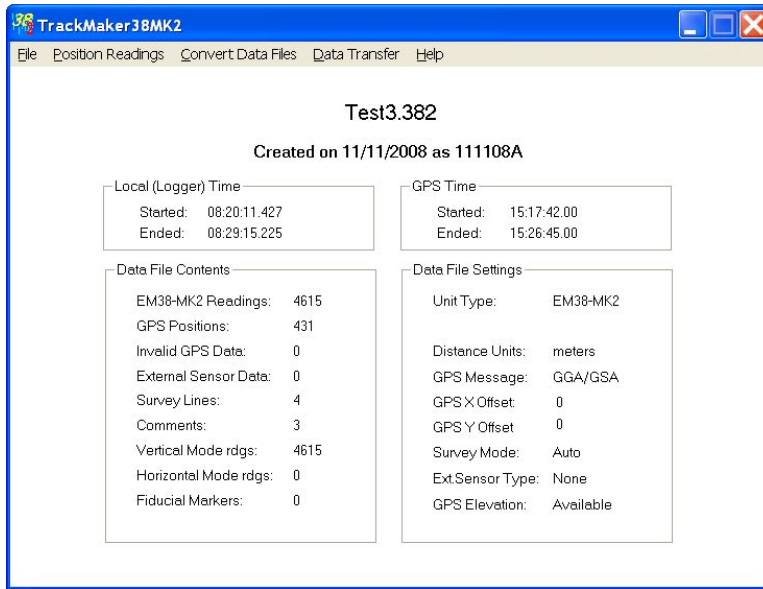 TrackMaker38MK2
File Position Readings Convert Data Files Data Transfer Help
Test3.382
Created on 11/11/2008 as 111108A
Local (Logger) Time
Started: 08:20:11.427
Ended: 08:29:15.225
GPS Time
Started: 15:17:42.00
Ended: 15:26:45.00
Data File Contents
EM38-MK2 Readings: 4615
GPS Positions: 431
Invalid GPS Data: 0
External Sensor Data: 0
Survey Lines: 4
Comments: 3
Vertical Mode rdgs: 4615
Horizontal Mode rdgs: 0
Fiducial Markers: 0
Data File Settings
Unit Type: EM38-MK2
Distance Units: meters
GPS Message: GGA/GSA
GPS X Offset: 0
GPS Y Offset 0
Survey Mode: Auto
Ext.Sensor Type: None
GPS Elevation: Available